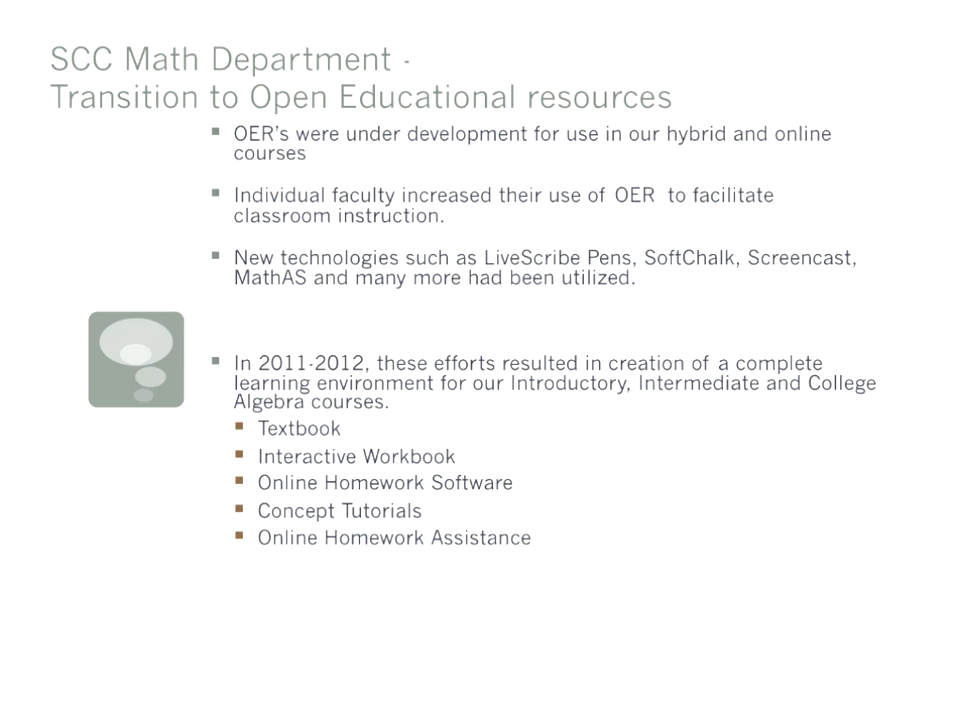 SCC Math Department -
Transition to Open Educational resources
▪ OER's were under development for use in our hybrid and online
courses
▪ Individual faculty increased their use of OER to facilitate
classroom instruction.
▪ New technologies such as LiveScribe Pens, SoftChalk, Screencast,
MathAS and many more had been utilized.
▪ In 2011-2012, these efforts resulted in creation of a complete
learning environment for our Introductory, Intermediate and College
Algebra courses.
▪ Textbook
▪ Interactive Workbook
▪ Online Homework Software
▪ Concept Tutorials
▪ Online Homework Assistance